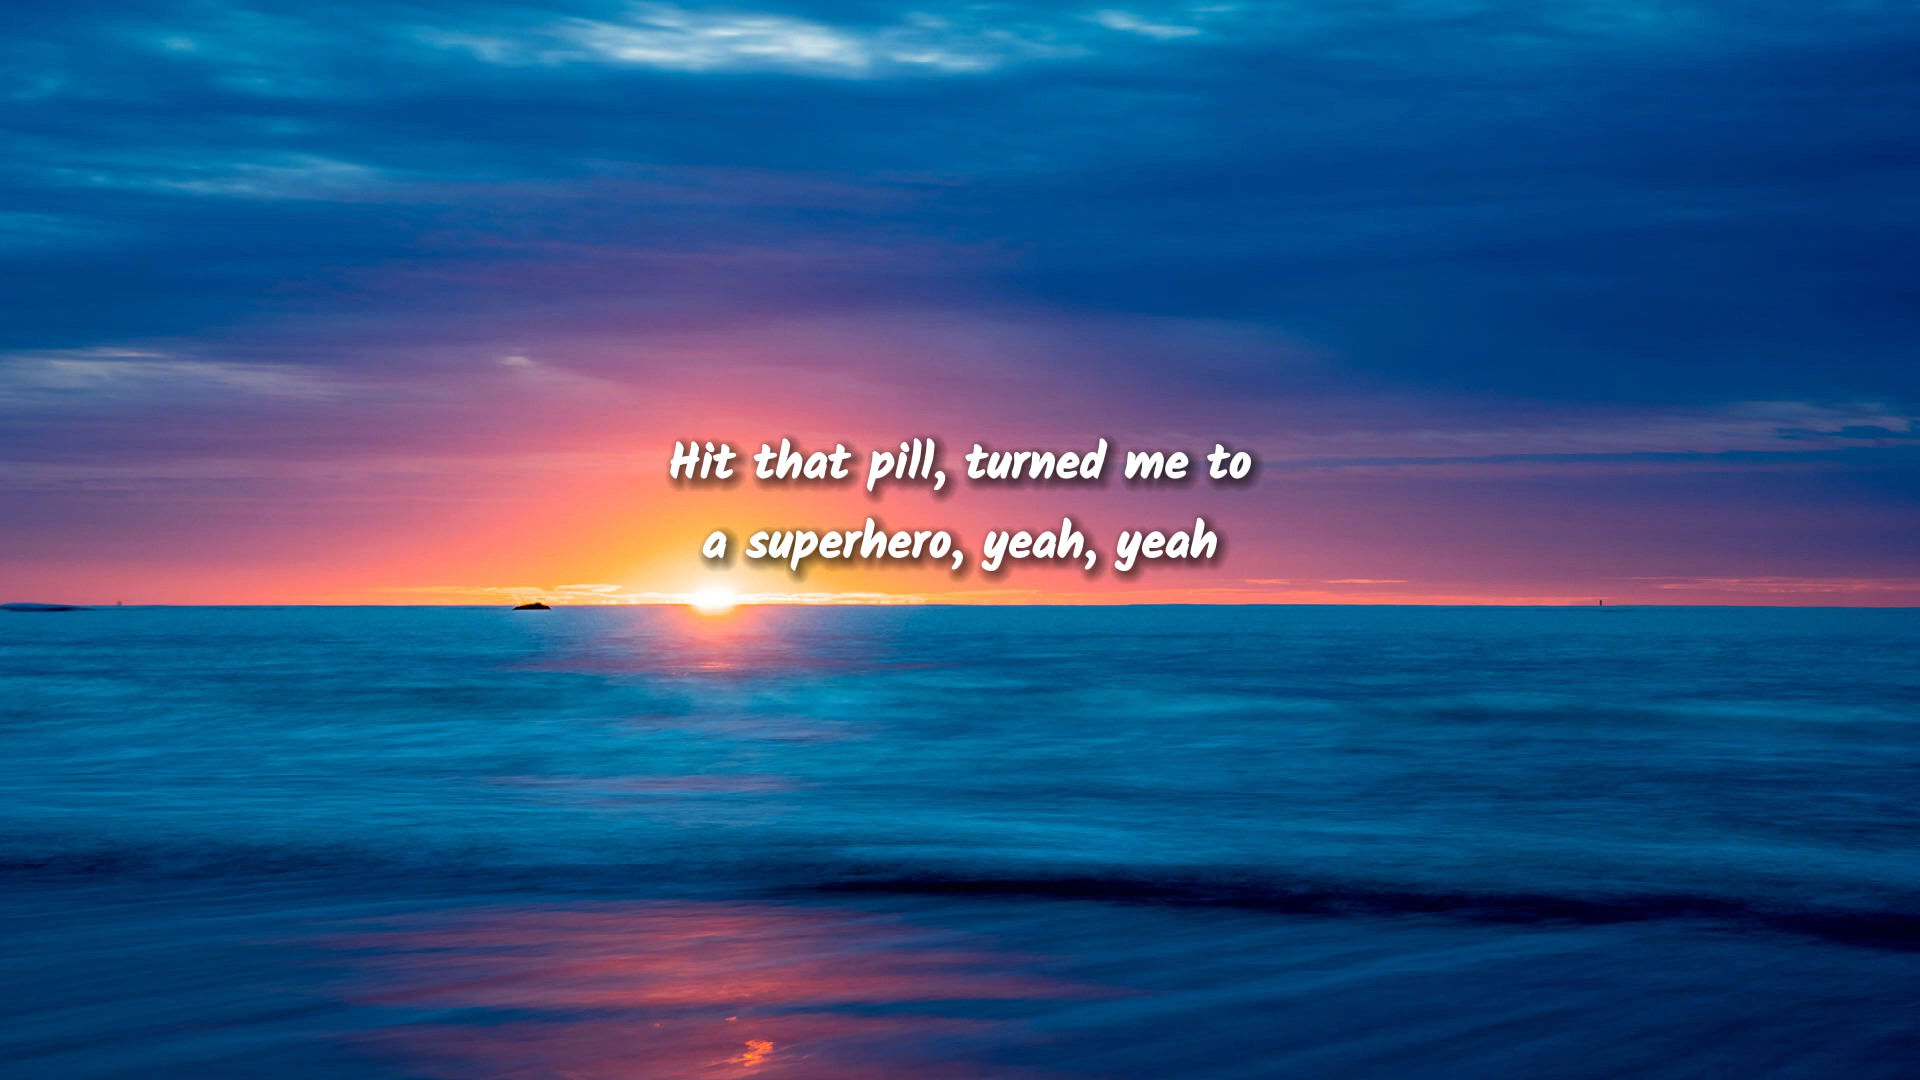 Hit that pill, turned me to
a superhero, yeah, yeah